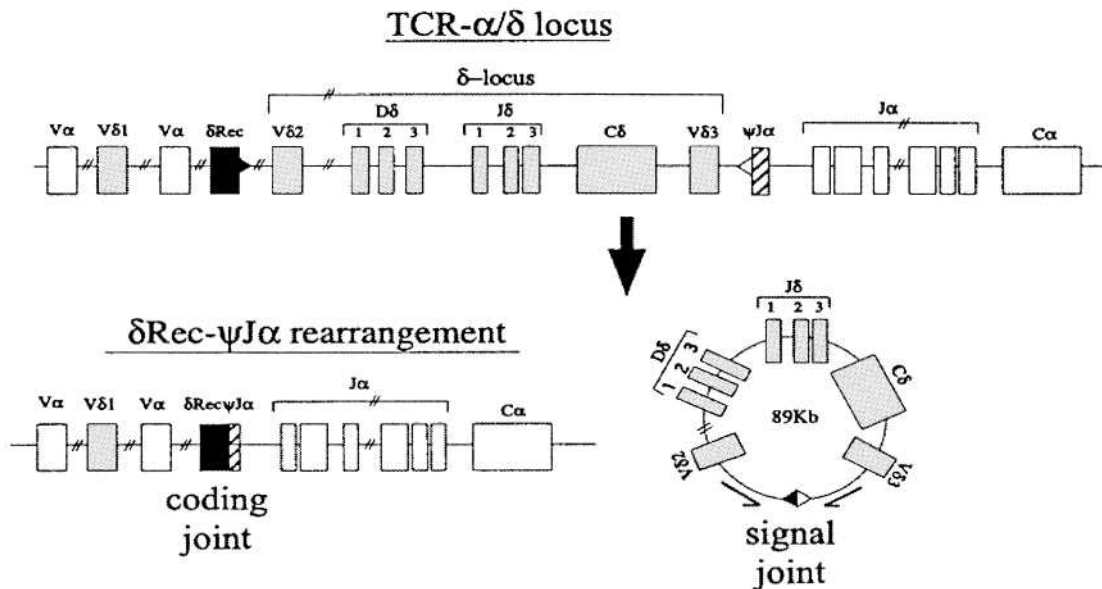 TCR-α/δ locus
δ–locus
Dδ Jδ Jα
Vα Vδ1 Vα δRec Vδ2 1 2 3 1 2 3 Cδ Vδ3 ψJα Cα
δRec-ψJα rearrangement
Jα
Vα Vδ1 Vα δRecψJα Cα
coding
joint
Jδ
1 2 3
Dδ
1 2 3
Cδ
89Kb
Vδ2
Vδ3
signal
joint